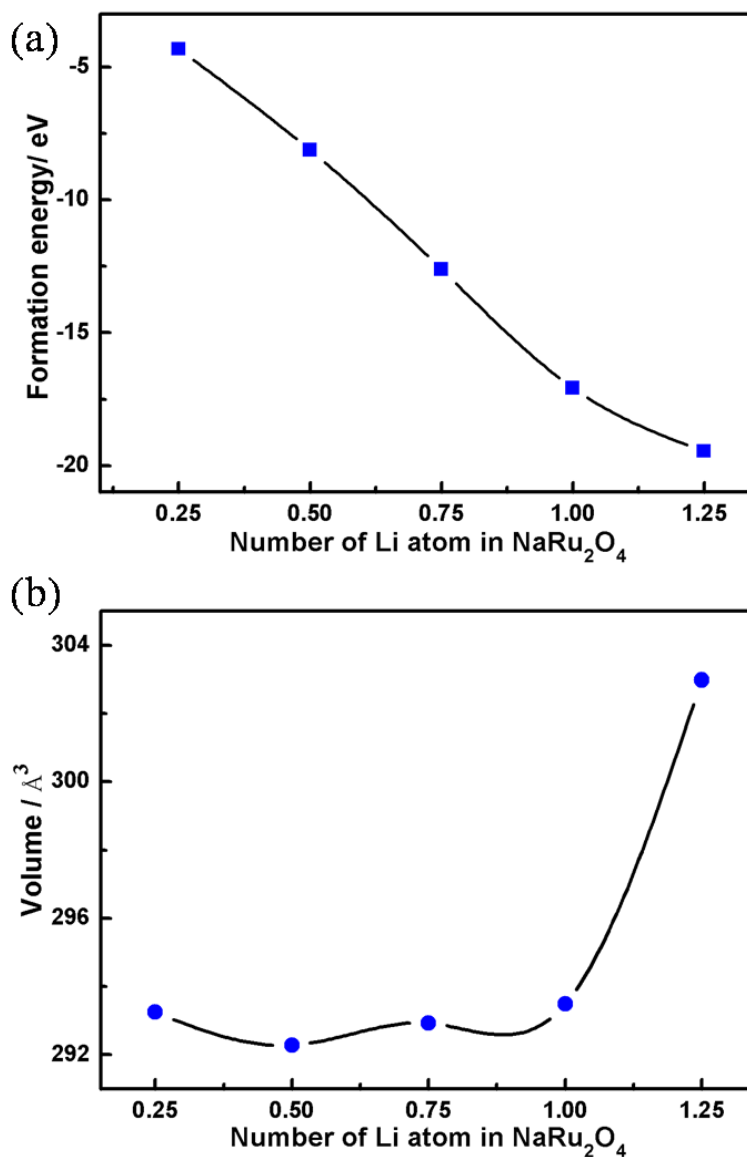 (a)
Formation energy/ eV
-5
-10
-15
-20
0.25 0.50 0.75 1.00 1.25
Number of Li atom in NaRu₂O₄
(b)
Volume / Å³
304
300
296
292
0.25 0.50 0.75 1.00 1.25
Number of Li atom in NaRu₂O₄